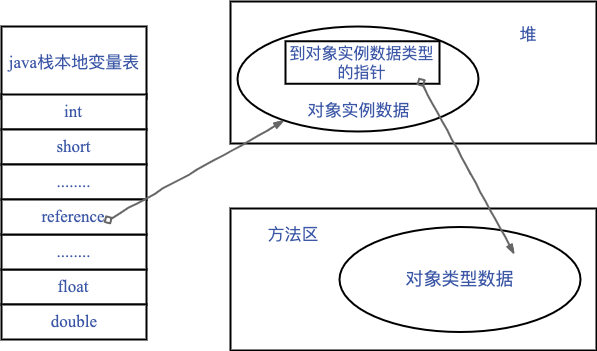 java栈本地变量表
int
short
........
reference
........
float
double
堆
到对象实例数据类型
的指针
对象实例数据
方法区
对象类型数据